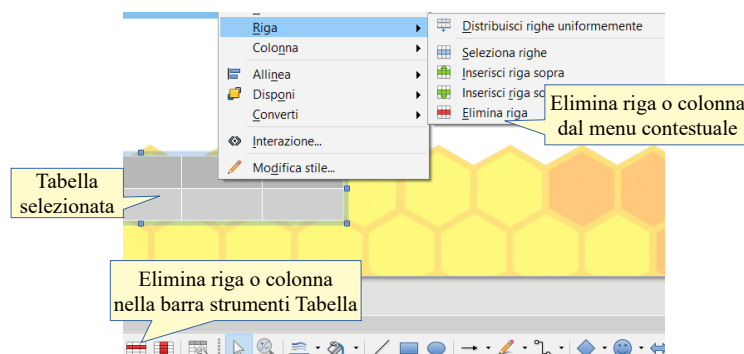 Riga
Colonna
Allinea
Disponi
Converti
Interazione...
Modifica stile...
Distribuisci righe uniformemente
Seleziona righe
Inserisci riga sopra
Inserisci riga
Elimina riga
Elimina riga o colonna
dal menu contestuale
Tabella
selezionata
Elimina riga o colonna
nella barra strumenti Tabella